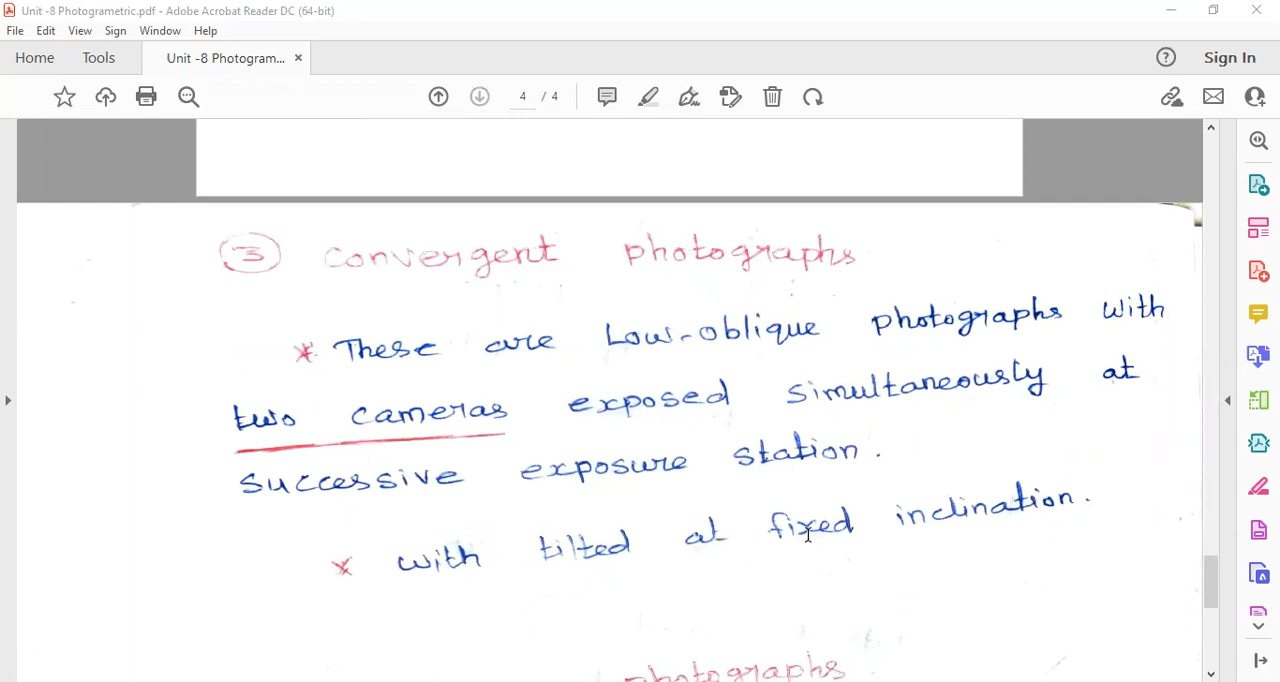 Unit -8 Photogrametric.pdf - Adobe Acrobat Reader DC (64-bit)
File Edit View Sign Window Help
Home Tools Unit -8 Photogram... × Sign In
4 / 4
3 convergent photographs
* These are Low-oblique photographs with
two cameras exposed simultaneously at
successive exposure station.
* with tilted at fixed inclination.
photographs